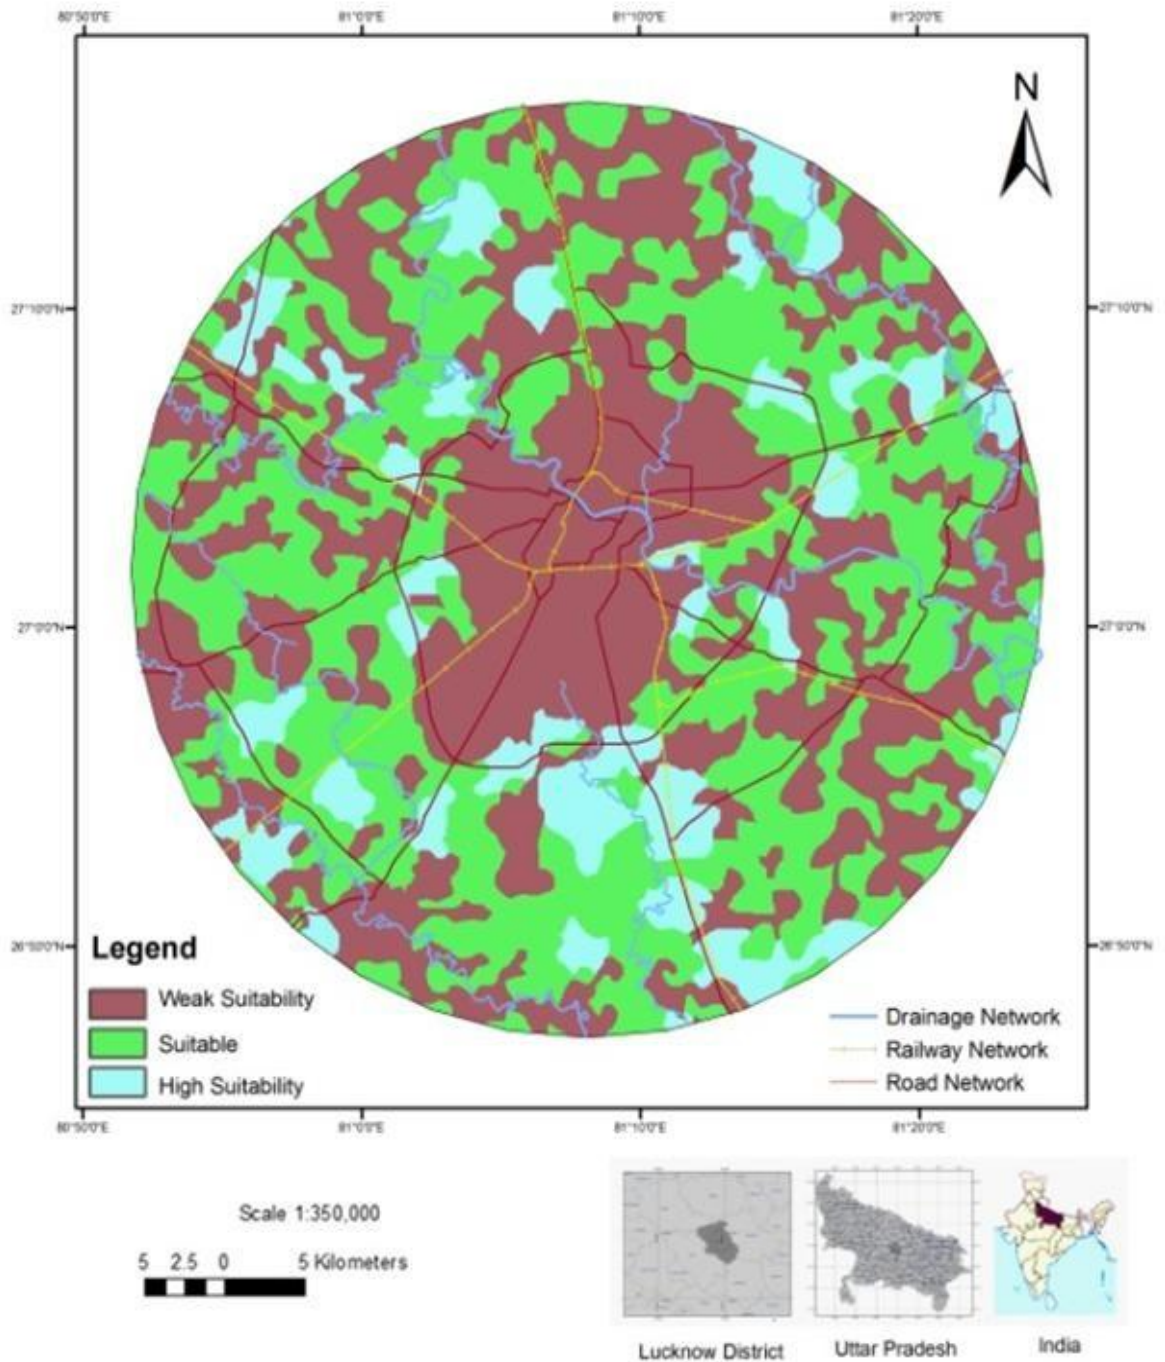 80°50'0"E 81°0'0"E 81°10'0"E 81°20'0"E
N
27°10'0"N 27°10'0"N
27°0'0"N 27°0'0"N
26°50'0"N 26°50'0"N
Legend
Weak Suitability
Suitable
High Suitability
Drainage Network
Railway Network
Road Network
80°50'0"E 81°0'0"E 81°10'0"E 81°20'0"E
Scale 1:350,000
5 2.5 0 5 Kilometers
Lucknow District Uttar Pradesh India